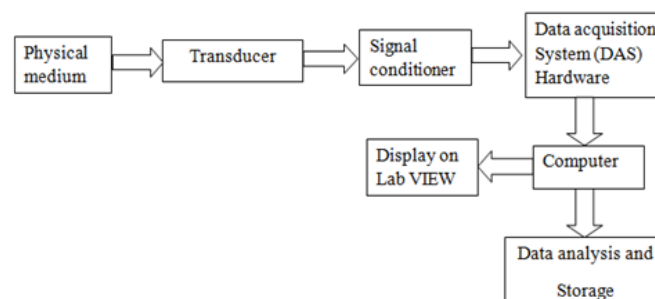 Physical
medium
Transducer
Signal
conditioner
Data acquisition
System (DAS)
Hardware
Display on
Lab VIEW
Computer
Data analysis and
Storage